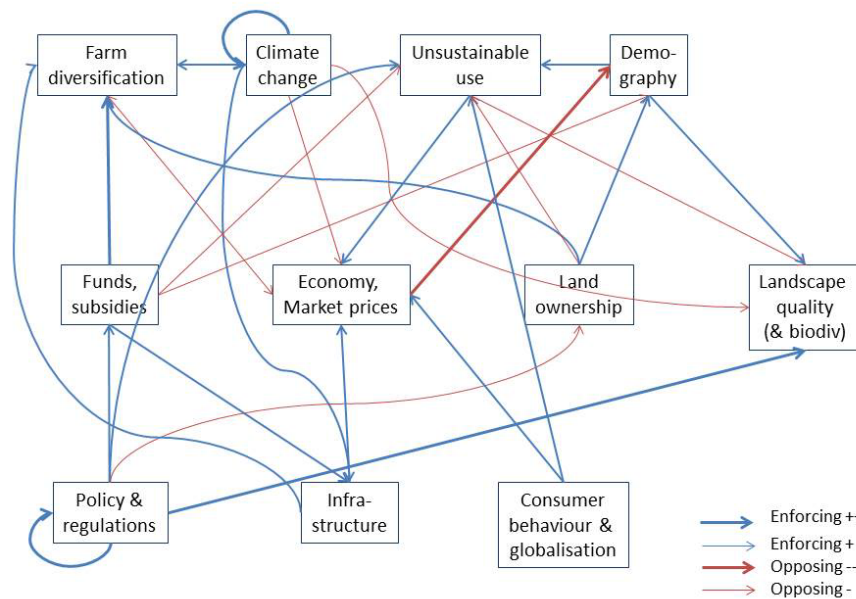 Farm
diversification
Climate
change
Unsustainable
use
Demo-
graphy
Funds,
subsidies
Economy,
Market prices
Land
ownership
Landscape
quality
(& biodiv)
Policy &
regulations
Infra-
structure
Consumer
behaviour &
globalisation
Enforcing ++
Enforcing +
Opposing --
Opposing -